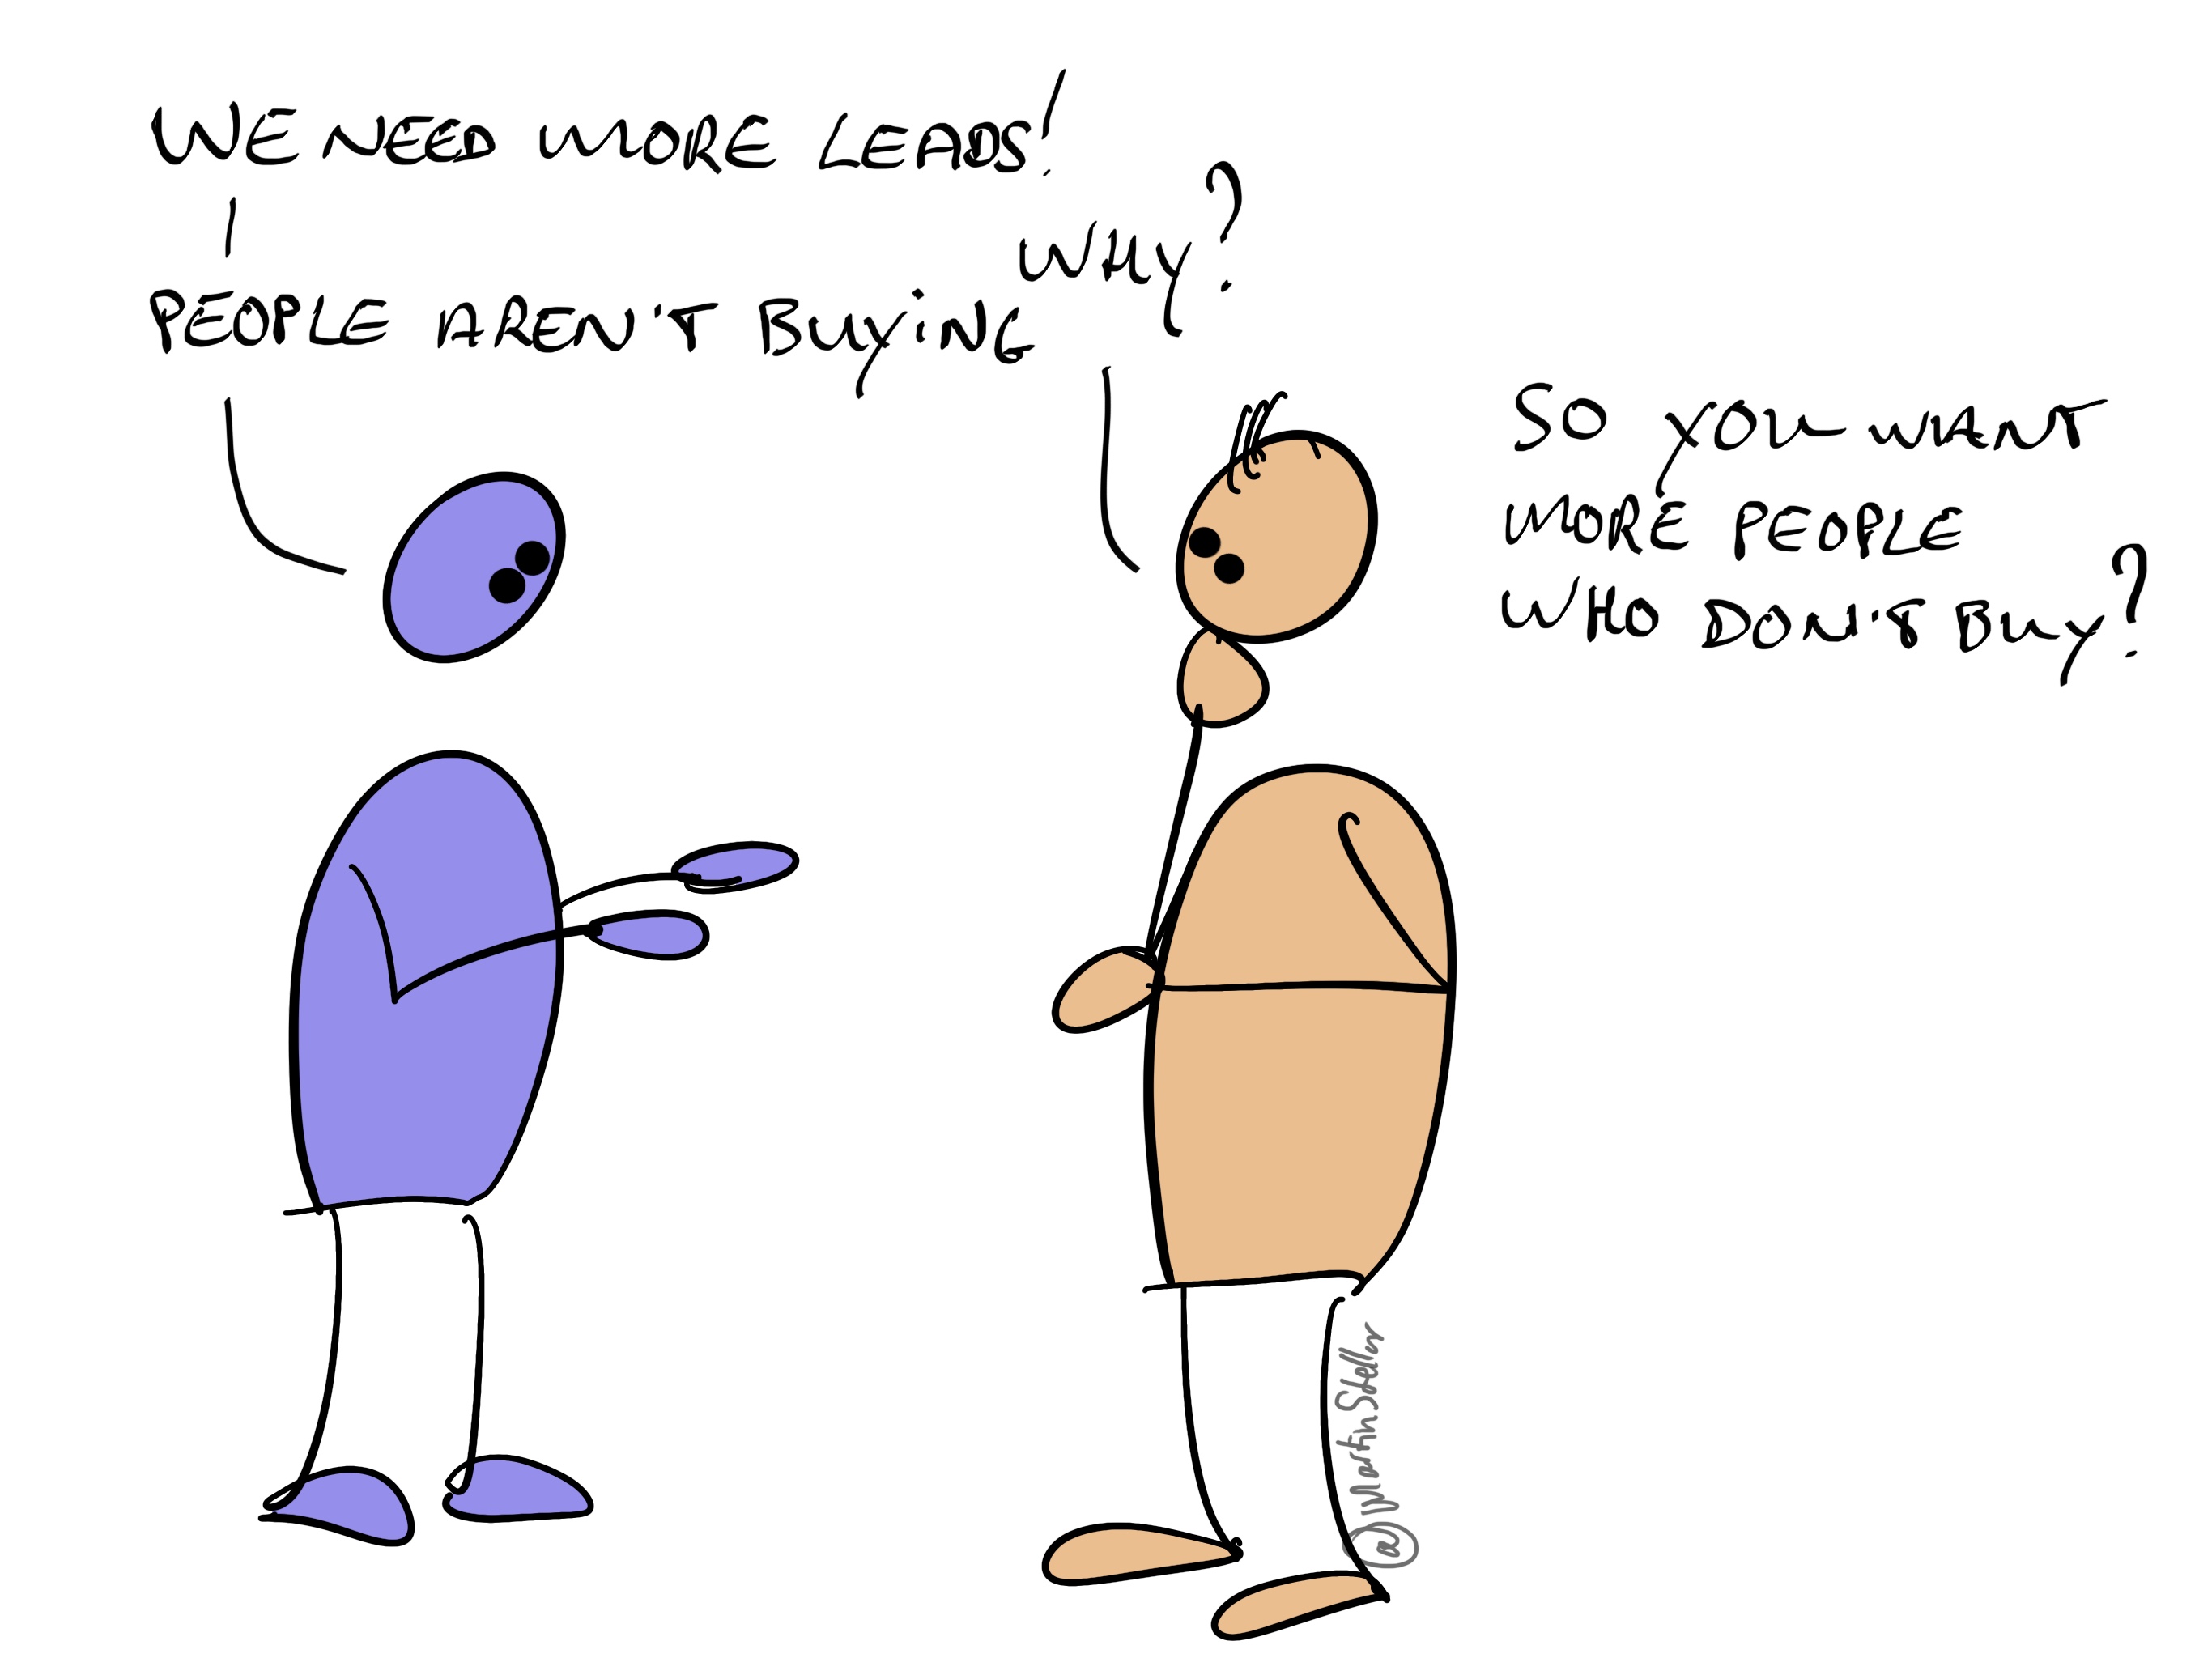 WE NEED MORE LEADS!
WHY?
PEOPLE AREN'T BUYING
SO YOU WANT
MORE PEOPLE
WHO DON'T BUY?
@MartinStellar